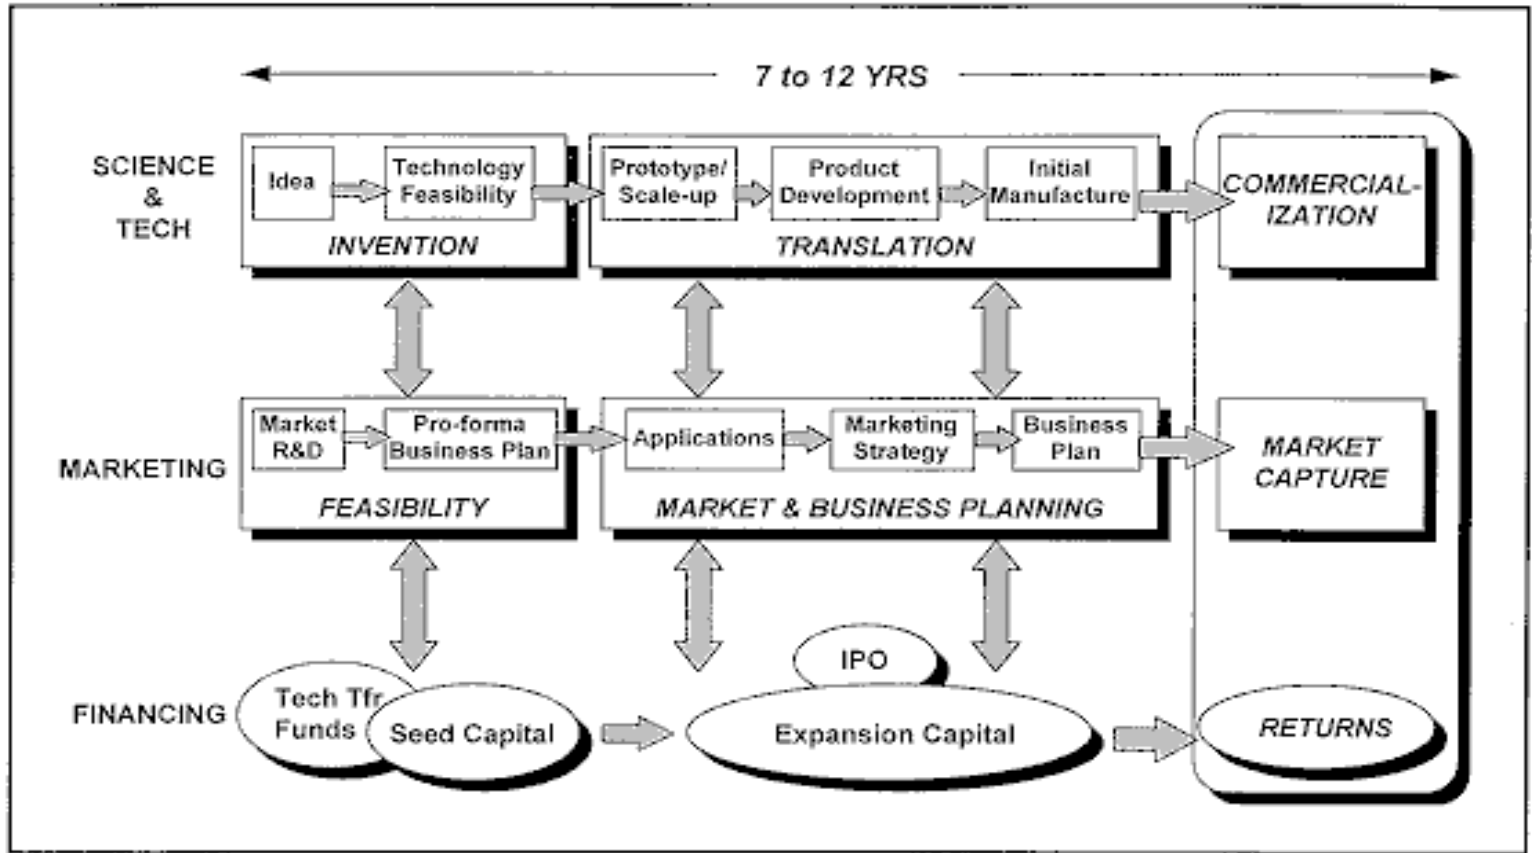 7 to 12 YRS
SCIENCE
&
TECH
Idea
Technology
Feasibility
INVENTION
Prototype/
Scale-up
Product
Development
Initial
Manufacture
TRANSLATION
COMMERCIAL-
IZATION
MARKETING
Market
R&D
Pro-forma
Business Plan
FEASIBILITY
Applications
Marketing
Strategy
Business
Plan
MARKET & BUSINESS PLANNING
MARKET
CAPTURE
FINANCING
Tech Tfr
Funds
Seed Capital
IPO
Expansion Capital
RETURNS